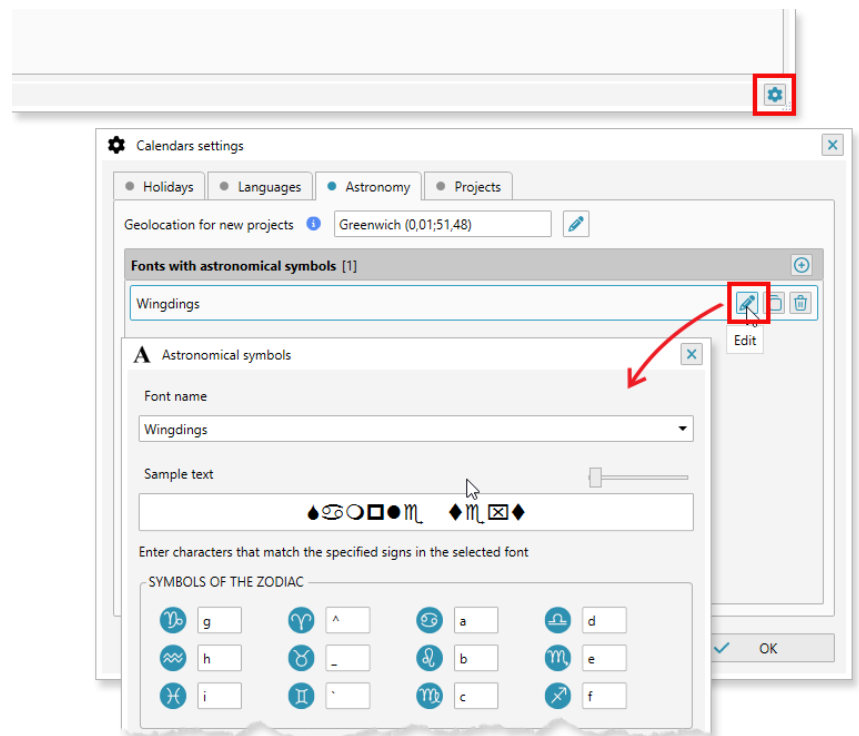 Calendars settings
Holidays Languages Astronomy Projects
Geolocation for new projects Greenwich (0,01;51,48)
Fonts with astronomical symbols [1]
Wingdings
Edit
A Astronomical symbols
Font name
Wingdings
Sample text
♦︎♋︎❍︎◻︎●︎♏︎ ⧫︎♏︎⌧︎⧫︎
Enter characters that match the specified signs in the selected font
SYMBOLS OF THE ZODIAC
♑ g ♈ ^ ♋ a ♎ d
♒ h ♉ _ ♌ b ♏ e
♓ i ♊ ` ♍ c ♐ f
OK